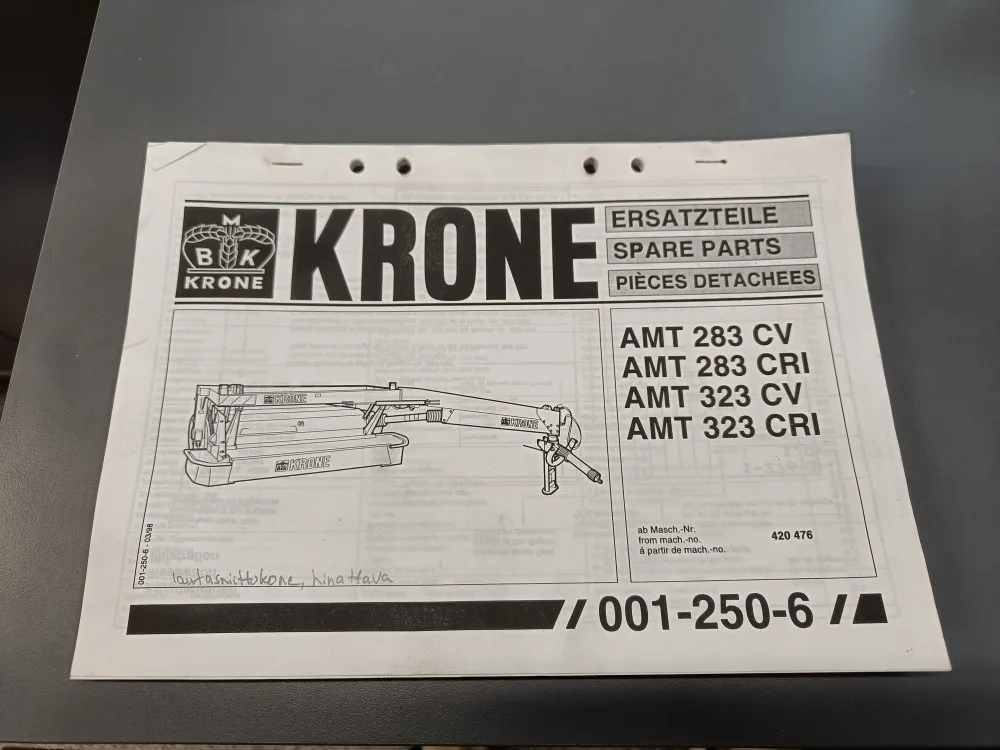 M
B K
KRONE
KRONE
ERSATZTEILE
SPARE PARTS
PIÈCES DETACHEES
AMT 283 CV
AMT 283 CRI
AMT 323 CV
AMT 323 CRI
KRONE
KRONE
KRONE
ab Masch.-Nr.
from mach.-no.
á partir de mach.-no.
420 476
001-250-6 - 03/98
lautasniittokone, hinattava
001-250-6